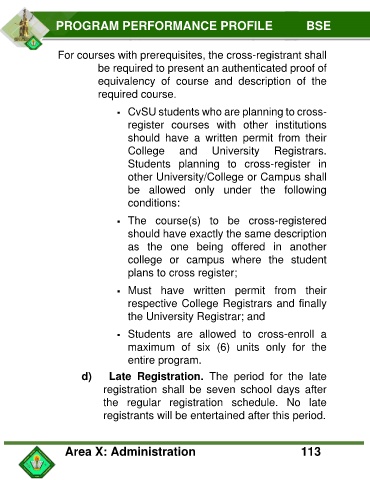 PROGRAM PERFORMANCE PROFILE BSE
For courses with prerequisites, the cross-registrant shall
be required to present an authenticated proof of
equivalency of course and description of the
required course.
• CvSU students who are planning to cross-
register courses with other institutions
should have a written permit from their
College and University Registrars.
Students planning to cross-register in
other University/College or Campus shall
be allowed only under the following
conditions:
• The course(s) to be cross-registered
should have exactly the same description
as the one being offered in another
college or campus where the student
plans to cross register;
• Must have written permit from their
respective College Registrars and finally
the University Registrar; and
• Students are allowed to cross-enroll a
maximum of six (6) units only for the
entire program.
d) Late Registration. The period for the late
registration shall be seven school days after
the regular registration schedule. No late
registrants will be entertained after this period.
Area X: Administration 113